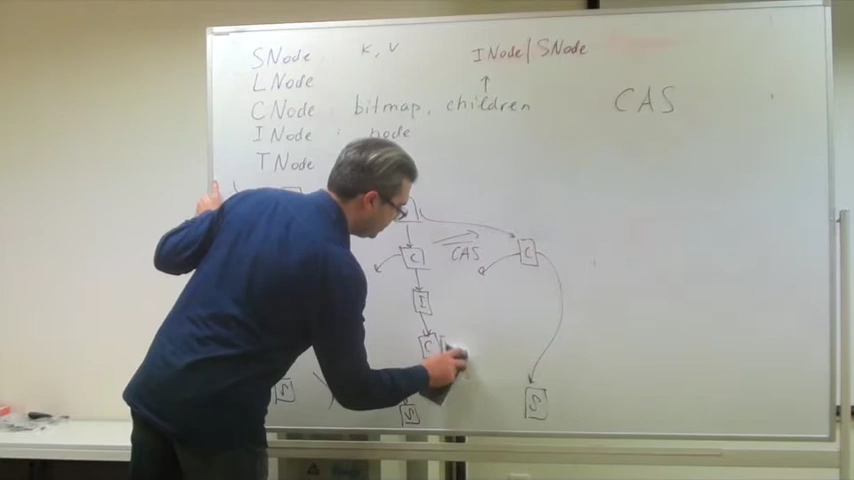 SNode K, V INode/SNode
LNode
CNode : bitmap, children CAS
INode : node
TNode
C CAS C
I
C
S S S